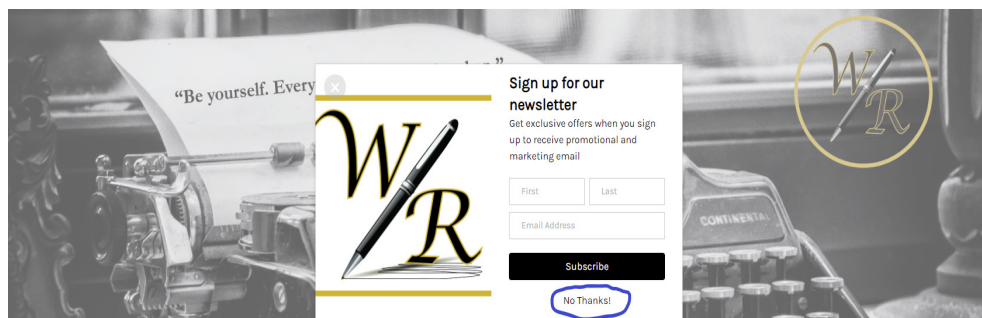 “Be yourself. Every
Sign up for our
newsletter
Get exclusive offers when you sign
up to receive promotional and
marketing email
First
Last
Email Address
Subscribe
No Thanks!
W
R
W
R
CONTINENTAL